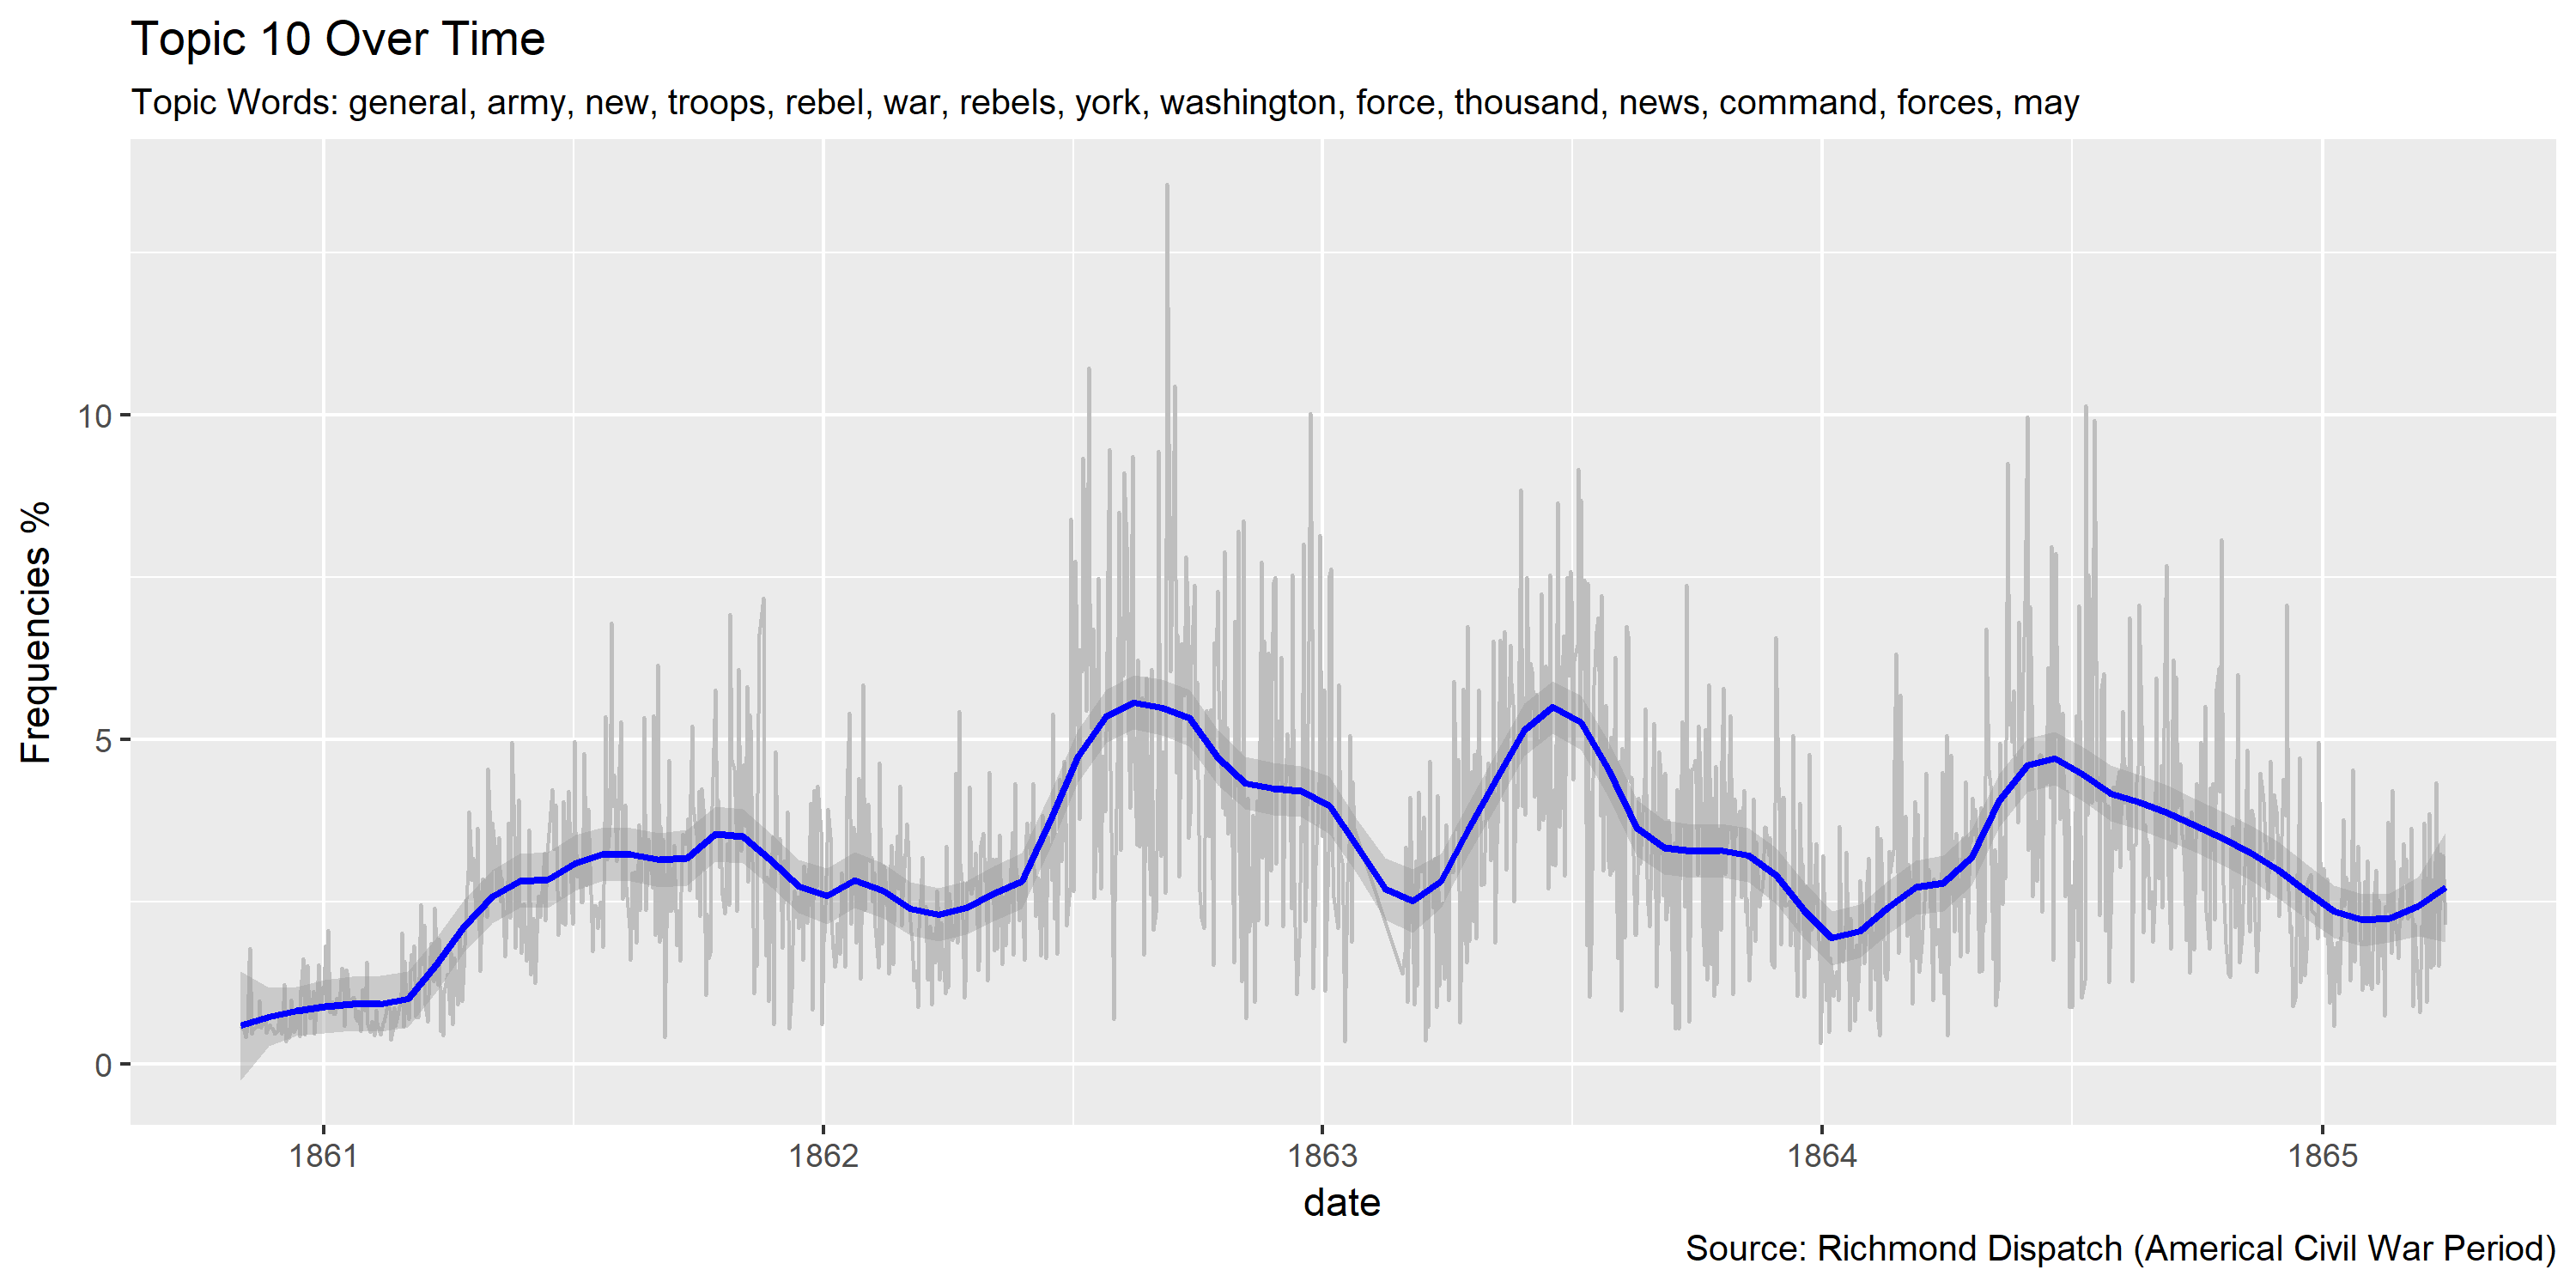 Topic 10 Over Time
Topic Words: general, army, new, troops, rebel, war, rebels, york, washington, force, thousand, news, command, forces, may
Frequencies %
10
5
0
1861 1862 1863 1864 1865
date
Source: Richmond Dispatch (Americal Civil War Period)